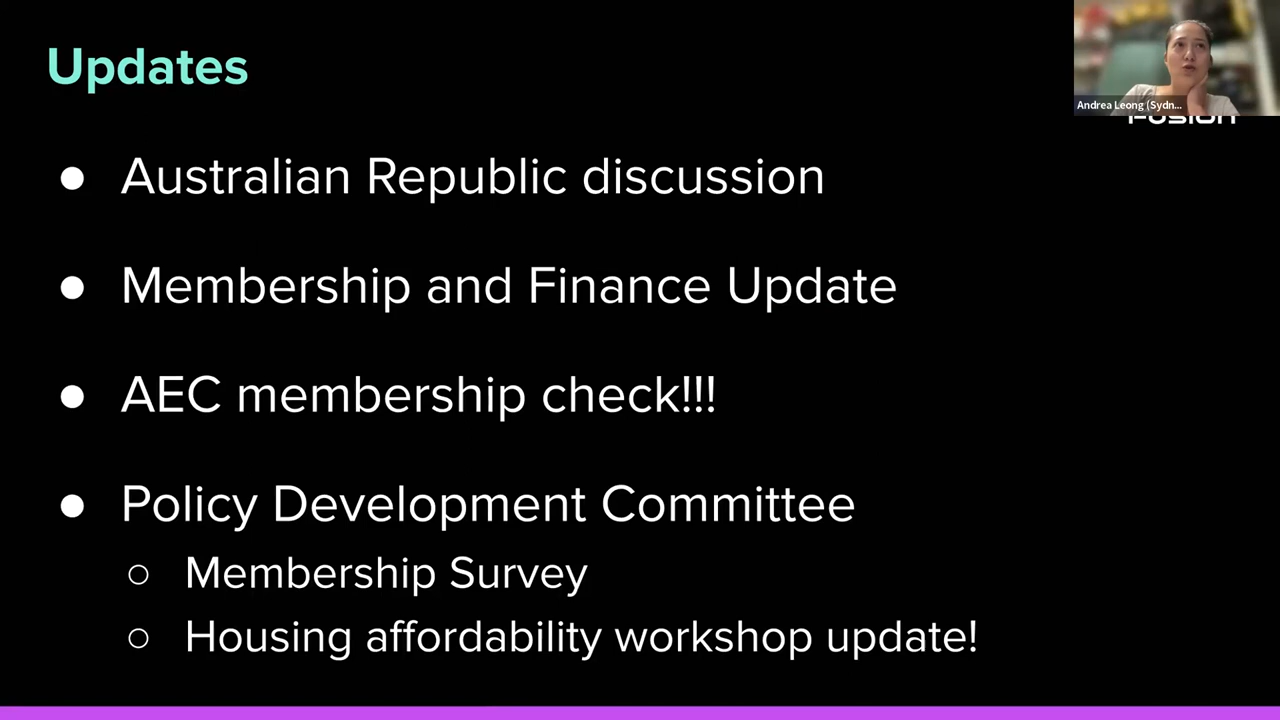 Updates
Andrea Leong (Sydn...
Fusion
● Australian Republic discussion
● Membership and Finance Update
● AEC membership check!!!
● Policy Development Committee
○ Membership Survey
○ Housing affordability workshop update!